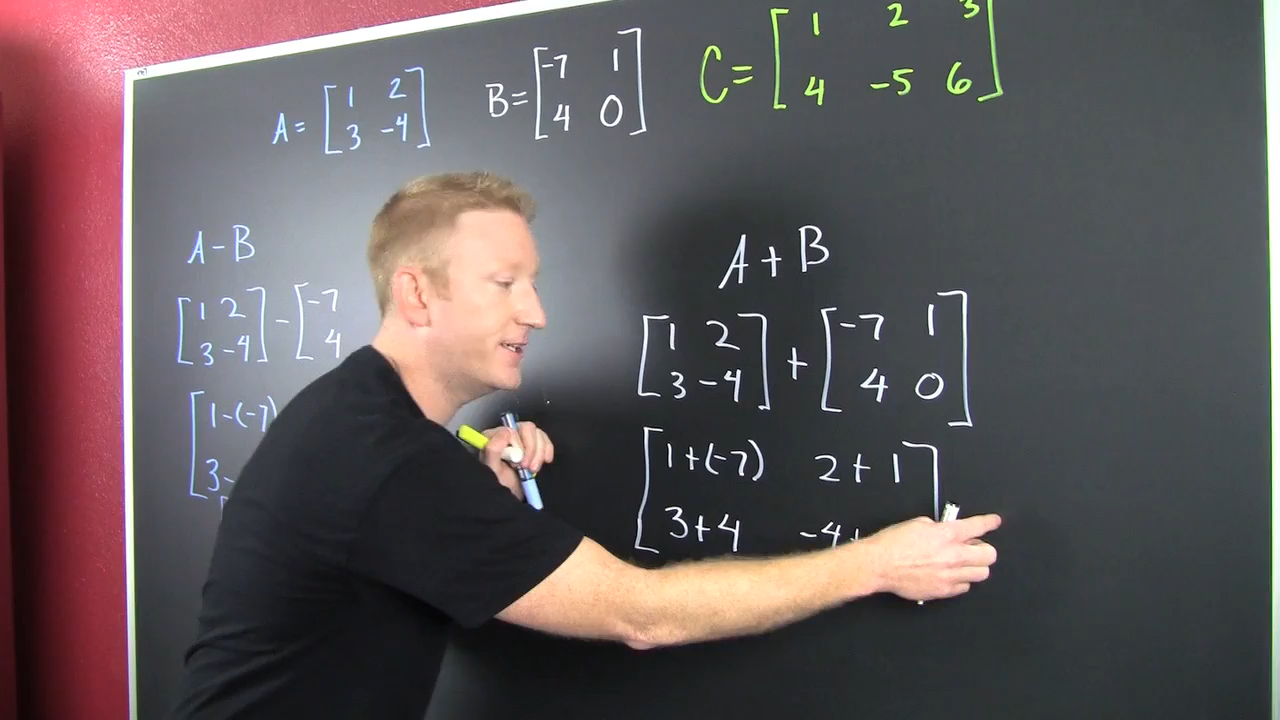 A = [1 2
3 -4]
B = [-7 1
4 0]
C = [1 2 3
4 -5 6]
A - B
[1 2
3 -4] - [-7
4
[1-(-7)
3-
A + B
[1 2
3 -4] + [-7 1
4 0]
[1+(-7) 2+1
3+4 -4+